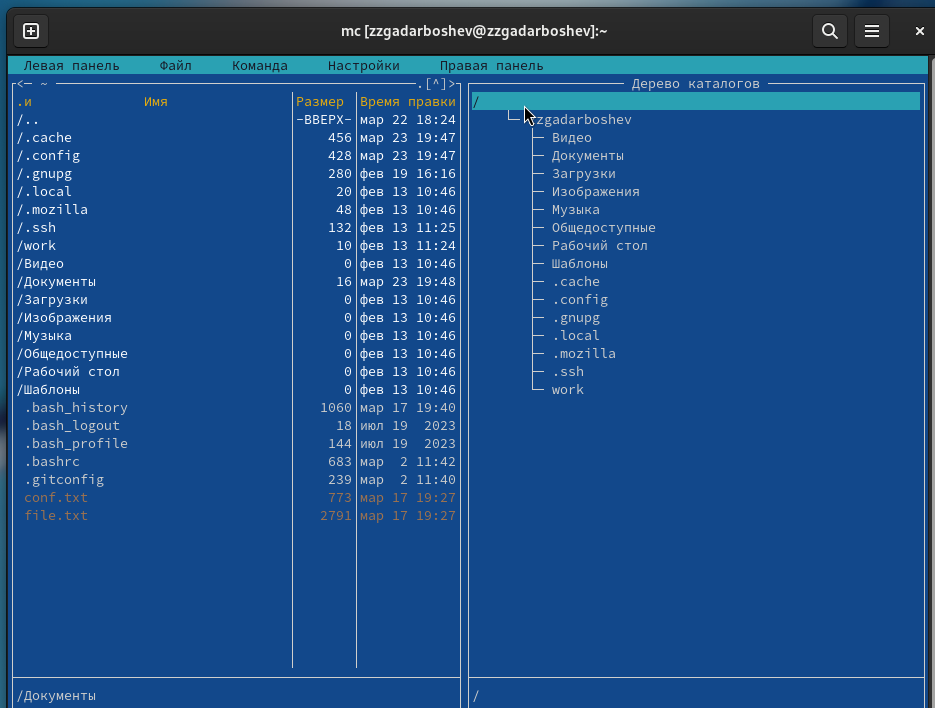 mc [zzgadarboshev@zzgadarboshev]:~
Левая панель Файл Команда Настройки Правая панель
<─ ~ .[^]>
.и Имя Размер Время правки
/.. -ВВЕРХ- мар 22 18:24
/.cache 456 мар 23 19:47
/.config 428 мар 23 19:47
/.gnupg 280 фев 19 16:16
/.local 20 фев 13 10:46
/.mozilla 48 фев 13 10:46
/.ssh 132 фев 13 11:25
/work 10 фев 13 11:24
/Видео 0 фев 13 10:46
/Документы 16 мар 23 19:48
/Загрузки 0 фев 13 10:46
/Изображения 0 фев 13 10:46
/Музыка 0 фев 13 10:46
/Общедоступные 0 фев 13 10:46
/Рабочий стол 0 фев 13 10:46
/Шаблоны 0 фев 13 10:46
.bash_history 1060 мар 17 19:40
.bash_logout 18 июл 19 2023
.bash_profile 144 июл 19 2023
.bashrc 683 мар 2 11:42
.gitconfig 239 мар 2 11:40
conf.txt 773 мар 17 19:27
file.txt 2791 мар 17 19:27
/Документы
Дерево каталогов
/
zzgadarboshev
Видео
Документы
Загрузки
Изображения
Музыка
Общедоступные
Рабочий стол
Шаблоны
.cache
.config
.gnupg
.local
.mozilla
.ssh
work
/